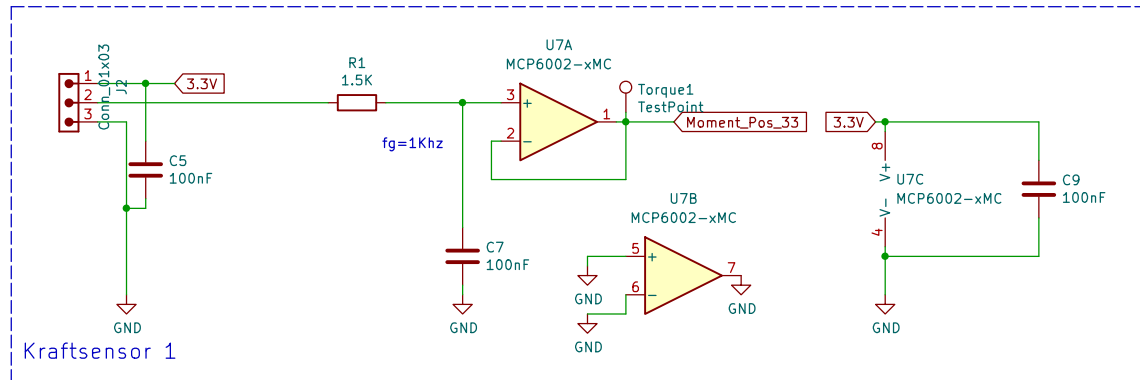 Conn_01x03
J2
1
2
3
3.3V
C5
100nF
GND
R1
1.5K
fg=1Khz
C7
100nF
GND
U7A
MCP6002-xMC
3
+
2
−
1
Torque1
TestPoint
Moment_Pos_33
U7B
MCP6002-xMC
5
+
6
−
7
GND
GND
GND
3.3V
8
V+
U7C
MCP6002-xMC
V-
4
C9
100nF
GND
Kraftsensor 1